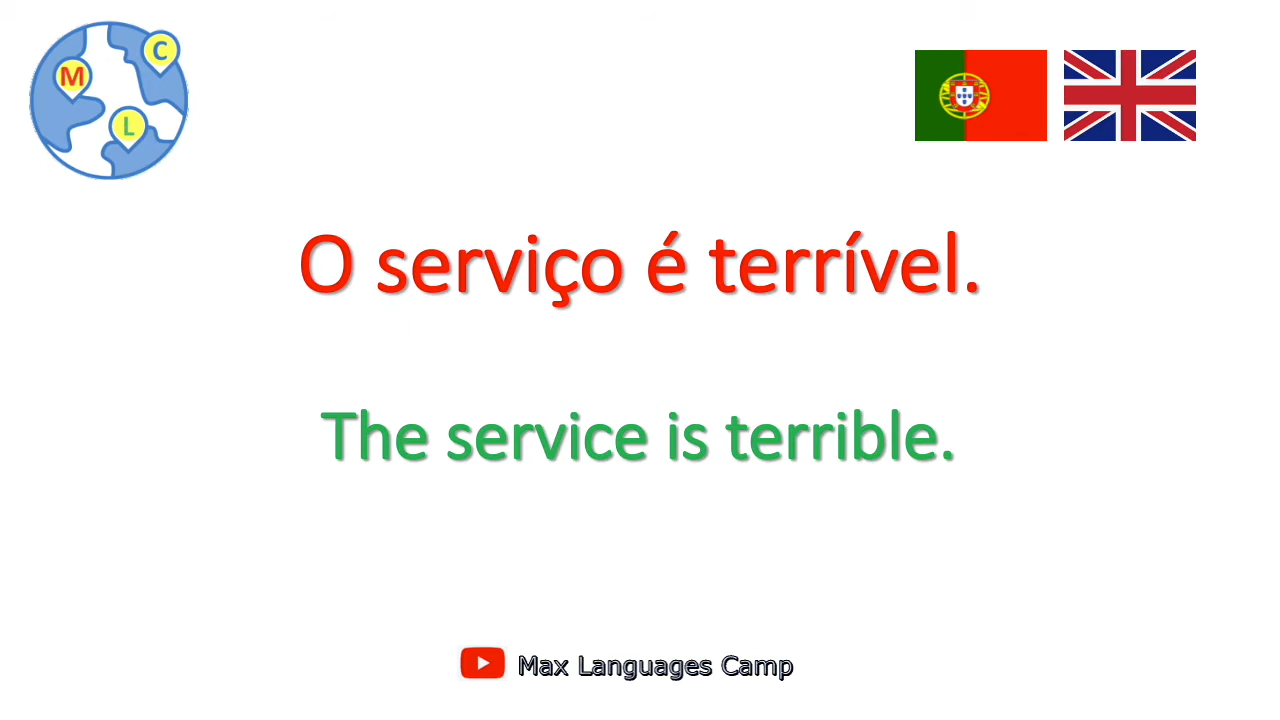 M
C
L
O serviço é terrível.
The service is terrible.
Max Languages Camp